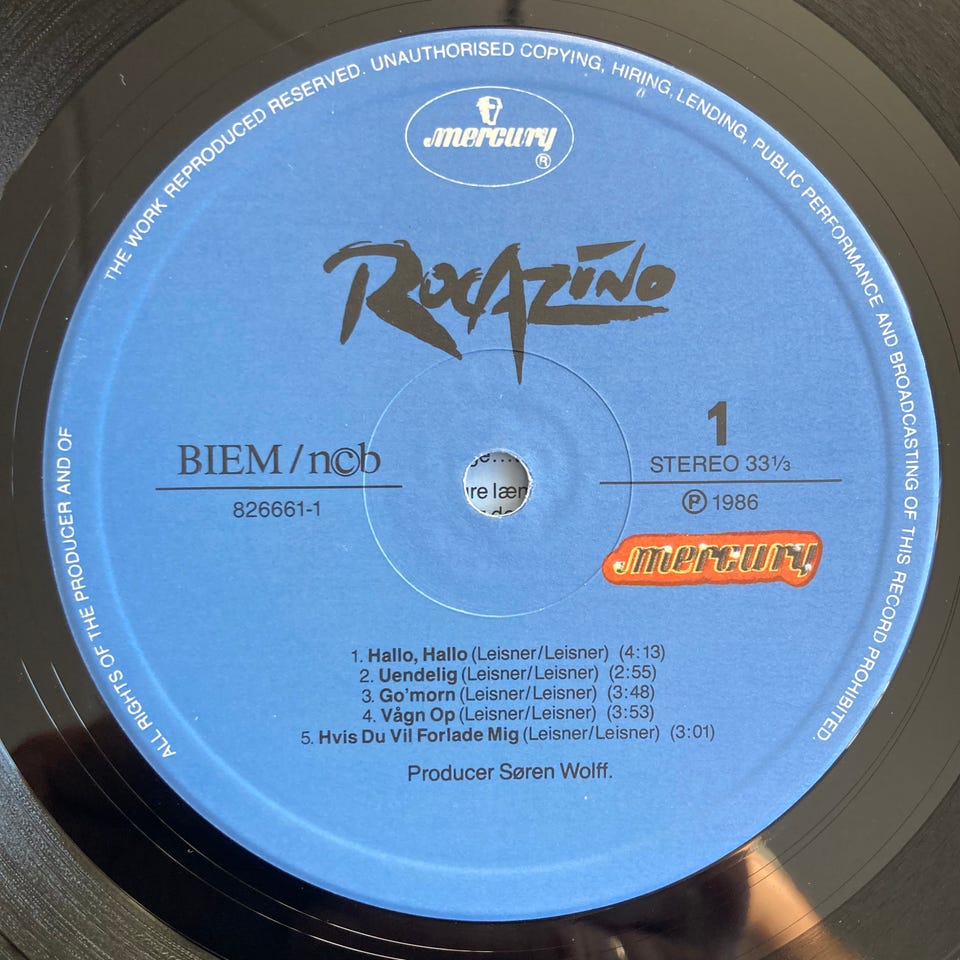 ALL RIGHTS OF THE PRODUCER AND OF THE WORK REPRODUCED RESERVED. UNAUTHORISED COPYING, HIRING, LENDING, PUBLIC PERFORMANCE AND BROADCASTING OF THIS RECORD PROHIBITED.
mercury
®
ROCAZINO
BIEM/n©b
826661-1
1
STEREO 33⅓
℗ 1986
mercury
ure læn
1. Hallo, Hallo (Leisner/Leisner) (4:13)
2. Uendelig (Leisner/Leisner) (2:55)
3. Go'morn (Leisner/Leisner) (3:48)
4. Vågn Op (Leisner/Leisner) (3:53)
5. Hvis Du Vil Forlade Mig (Leisner/Leisner) (3:01)
Producer Søren Wolff.